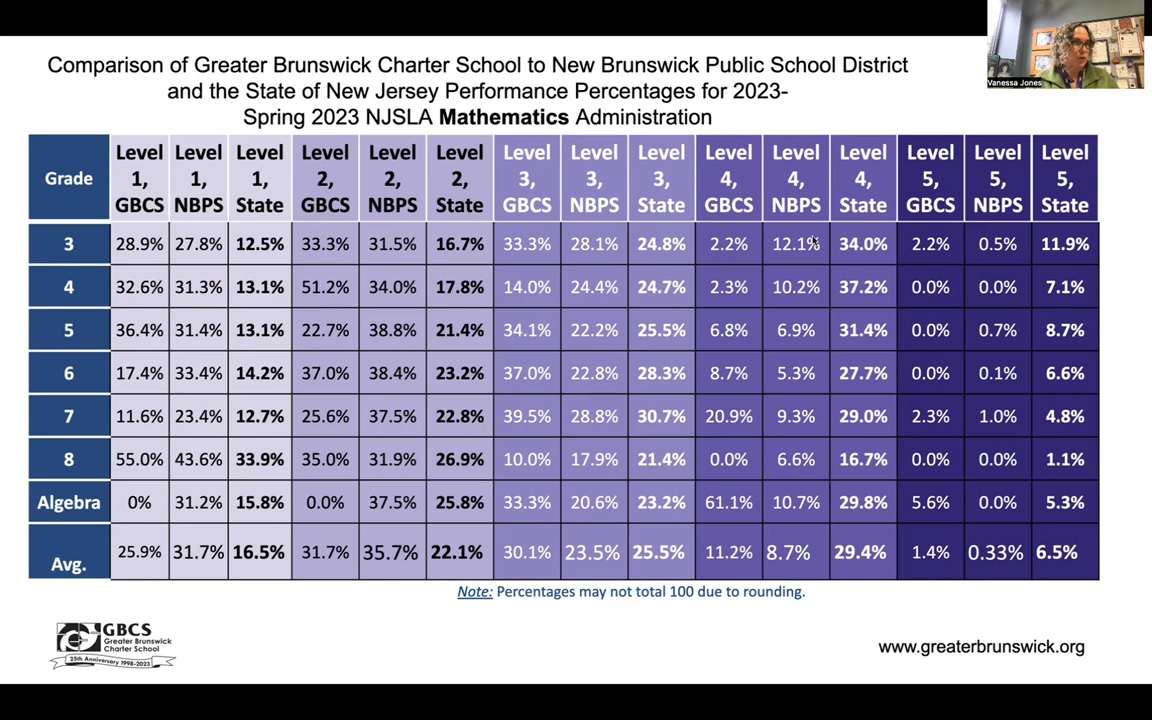 Vanessa Jones
Comparison of Greater Brunswick Charter School to New Brunswick Public School District
and the State of New Jersey Performance Percentages for 2023-
Spring 2023 NJSLA Mathematics Administration
Grade Level 1, GBCS Level 1, NBPS Level 1, State Level 2, GBCS Level 2, NBPS Level 2, State Level 3, GBCS Level 3, NBPS Level 3, State Level 4, GBCS Level 4, NBPS Level 4, State Level 5, GBCS Level 5, NBPS Level 5, State
3 28.9% 27.8% 12.5% 33.3% 31.5% 16.7% 33.3% 28.1% 24.8% 2.2% 12.1% 34.0% 2.2% 0.5% 11.9%
4 32.6% 31.3% 13.1% 51.2% 34.0% 17.8% 14.0% 24.4% 24.7% 2.3% 10.2% 37.2% 0.0% 0.0% 7.1%
5 36.4% 31.4% 13.1% 22.7% 38.8% 21.4% 34.1% 22.2% 25.5% 6.8% 6.9% 31.4% 0.0% 0.7% 8.7%
6 17.4% 33.4% 14.2% 37.0% 38.4% 23.2% 37.0% 22.8% 28.3% 8.7% 5.3% 27.7% 0.0% 0.1% 6.6%
7 11.6% 23.4% 12.7% 25.6% 37.5% 22.8% 39.5% 28.8% 30.7% 20.9% 9.3% 29.0% 2.3% 1.0% 4.8%
8 55.0% 43.6% 33.9% 35.0% 31.9% 26.9% 10.0% 17.9% 21.4% 0.0% 6.6% 16.7% 0.0% 0.0% 1.1%
Algebra 0% 31.2% 15.8% 0.0% 37.5% 25.8% 33.3% 20.6% 23.2% 61.1% 10.7% 29.8% 5.6% 0.0% 5.3%
Avg. 25.9% 31.7% 16.5% 31.7% 35.7% 22.1% 30.1% 23.5% 25.5% 11.2% 8.7% 29.4% 1.4% 0.33% 6.5%
Note: Percentages may not total 100 due to rounding.
GBCS
Greater Brunswick
Charter School
25th Anniversary 1998-2023
www.greaterbrunswick.org